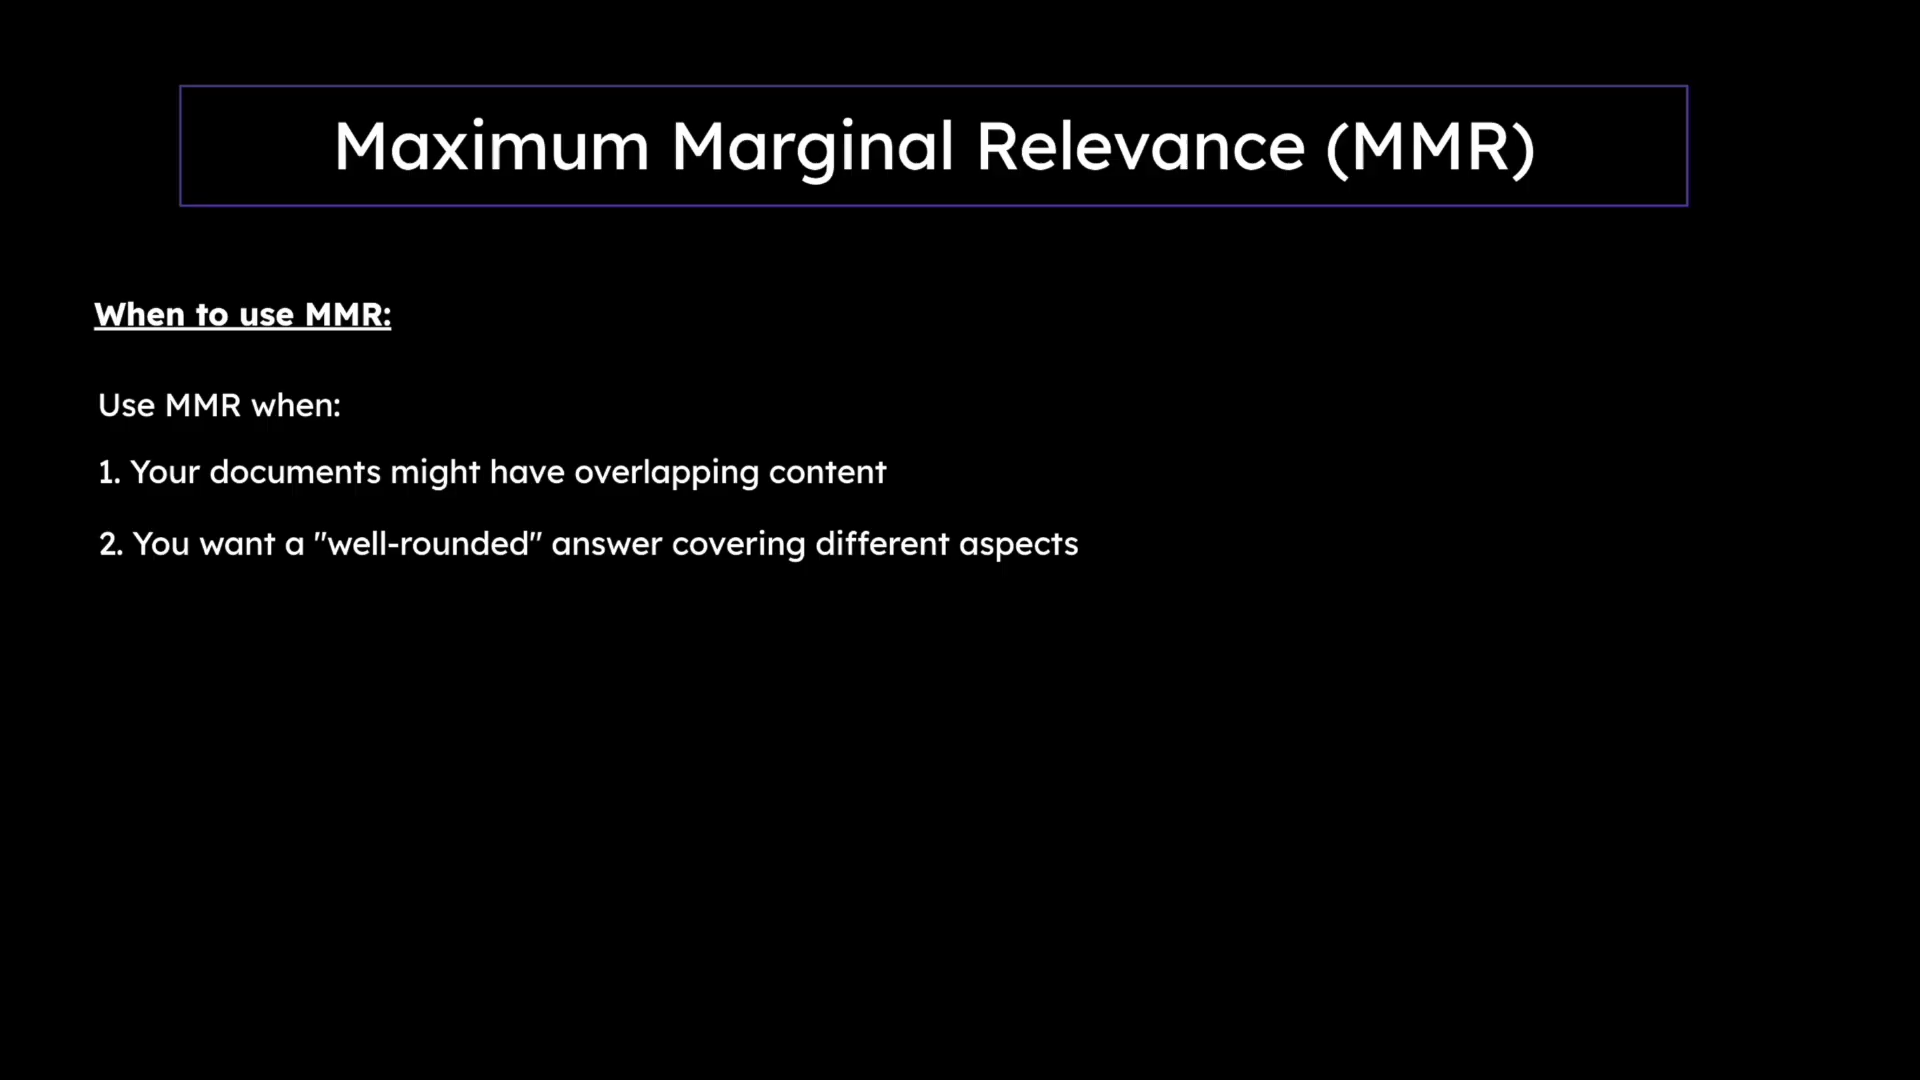 Maximum Marginal Relevance (MMR)
When to use MMR:
Use MMR when:
1. Your documents might have overlapping content
2. You want a "well-rounded" answer covering different aspects